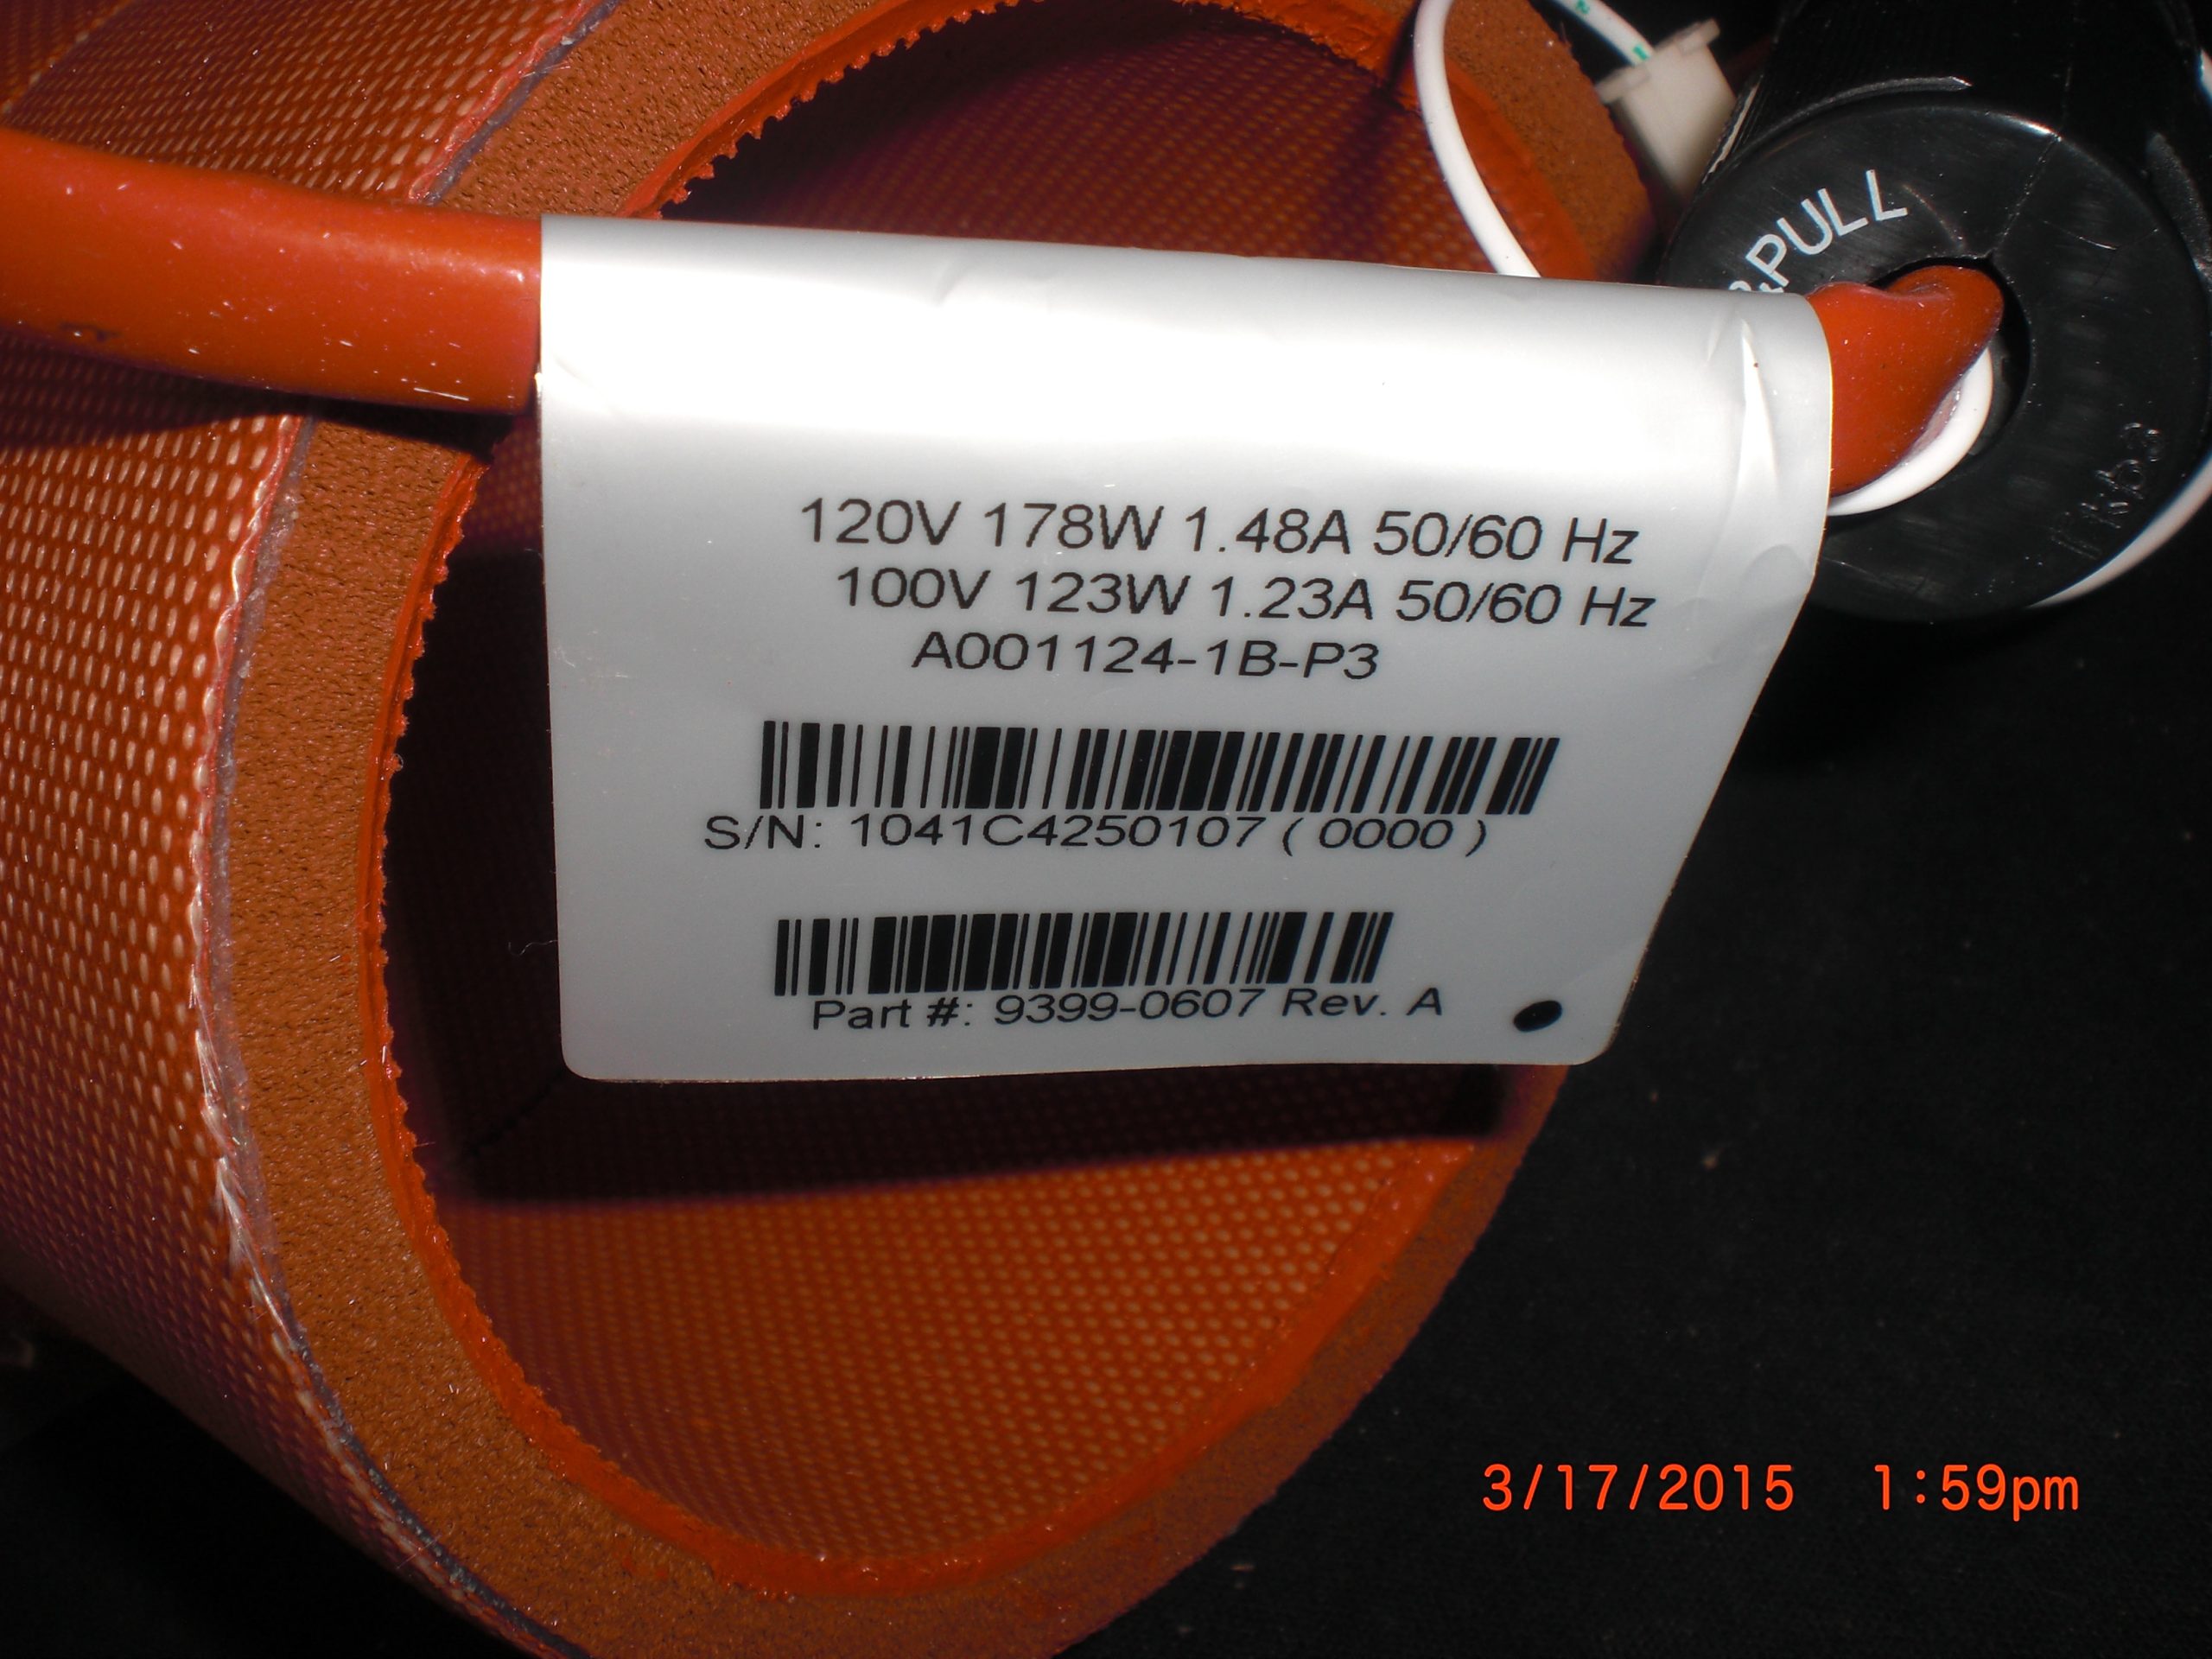 &PULL
120V 178W 1.48A 50/60 Hz
100V 123W 1.23A 50/60 Hz
A001124-1B-P3
S/N: 1041C4250107 ( 0000 )
Part #: 9399-0607 Rev. A
3/17/2015 1:59pm